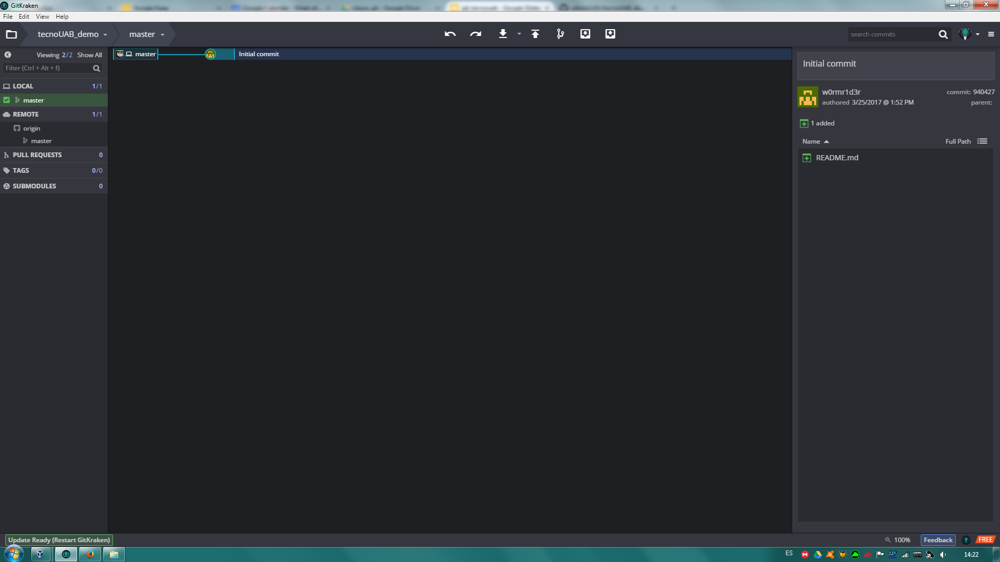 GitKraken
File Edit View Help
tecnoUAB_demo master search commits
Viewing 2/2 Show All
Filter (Ctrl + Alt + f)
LOCAL 1/1
master
REMOTE 1/1
origin
master
PULL REQUESTS 0
TAGS 0/0
SUBMODULES 0
master Initial commit
Initial commit
w0rmr1d3r commit: 940427
authored 3/25/2017 @ 1:52 PM parent:
1 added
Name Full Path
README.md
Update Ready (Restart GitKraken) 100% Feedback FREE
ES 14:22